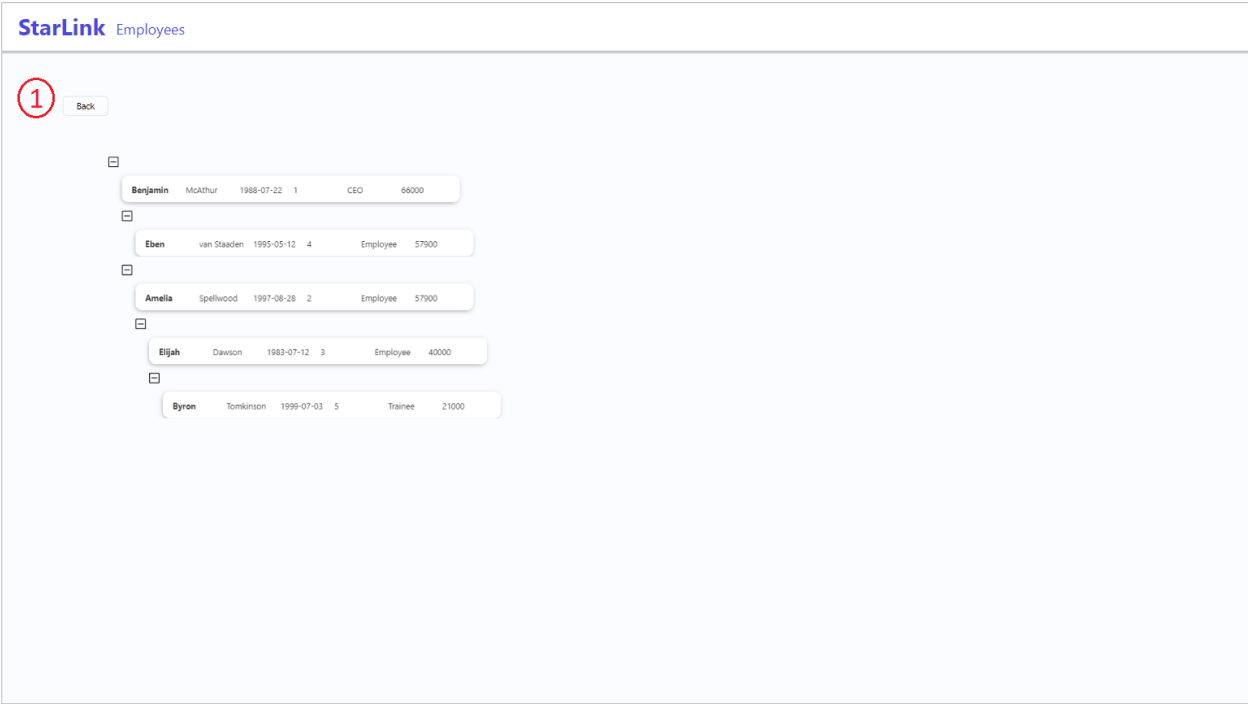 StarLink Employees
1 Back
Benjamin McAthur 1988-07-22 1 CEO 66000
Eben van Staaden 1995-05-12 4 Employee 57900
Amelia Spellwood 1997-08-28 2 Employee 57900
Elijah Dawson 1983-07-12 3 Employee 40000
Byron Tomkinson 1999-07-03 5 Trainee 21000